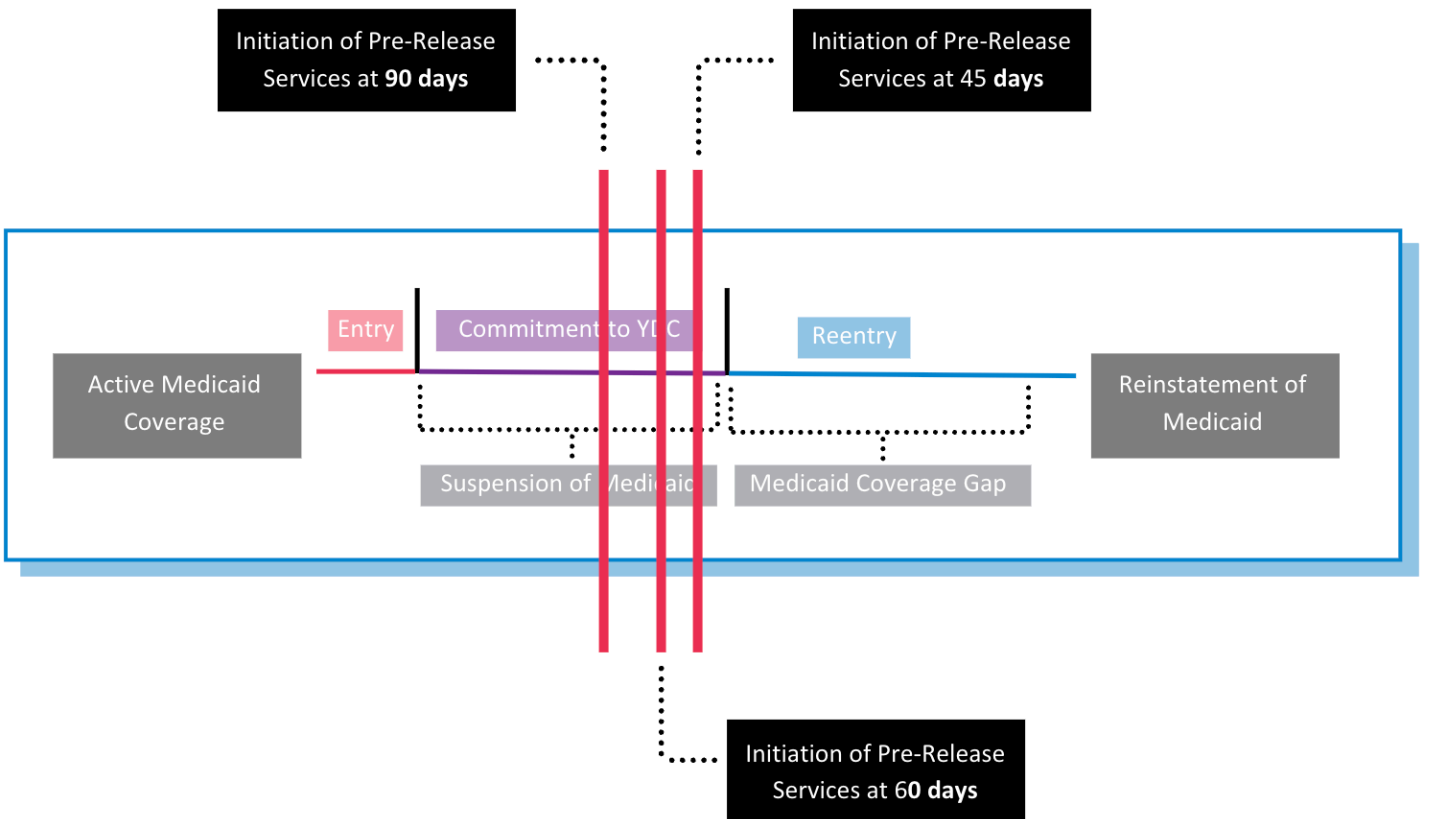 Initiation of Pre-Release
Services at 90 days
Initiation of Pre-Release
Services at 45 days
Entry
Commitment to YDC
Reentry
Active Medicaid
Coverage
Reinstatement of
Medicaid
Suspension of Medicaid
Medicaid Coverage Gap
Initiation of Pre-Release
Services at 60 days